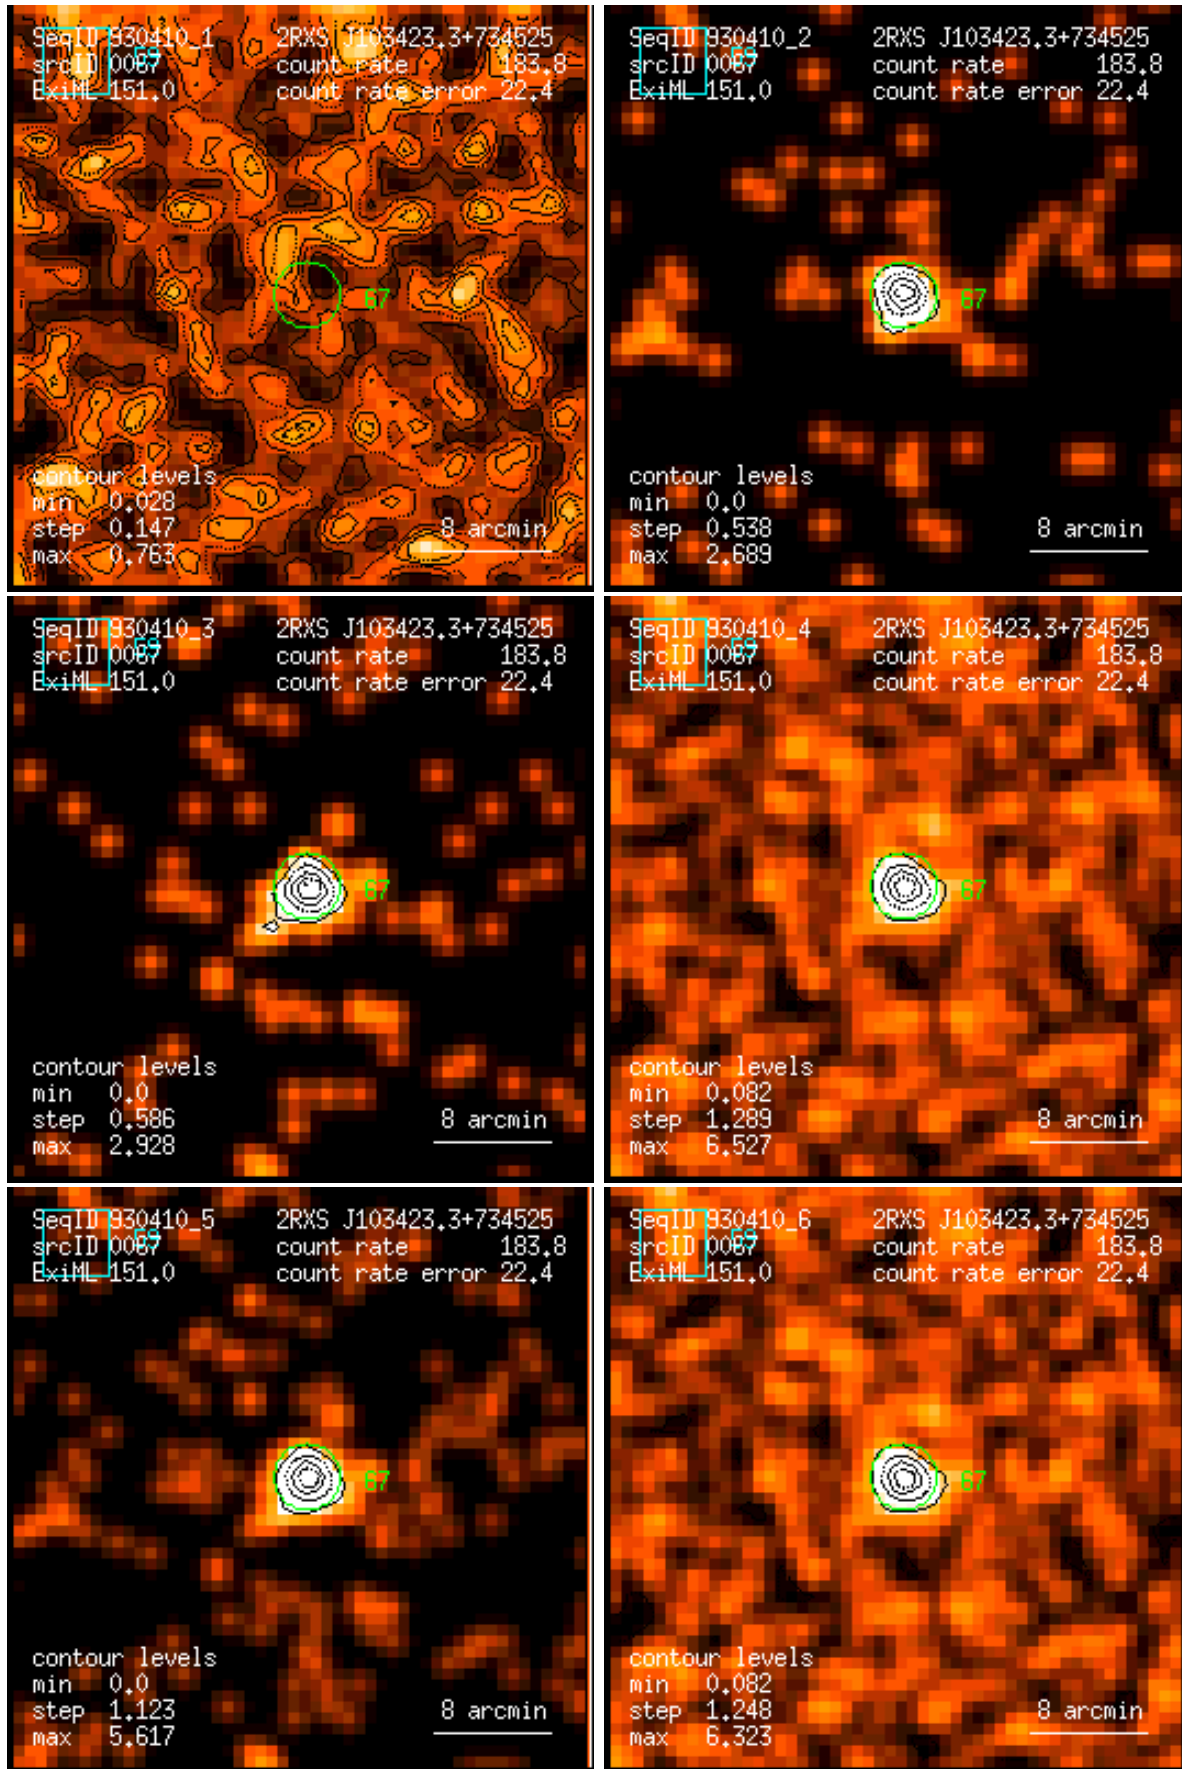 SeqID 930410_1 2RXS J103423.3+734525
srcID 0067 59 count rate 183.8
ExiML 151.0 count rate error 22.4
67
contour levels
min 0.028
step 0.147 8 arcmin
max 0.763
SeqID 930410_2 2RXS J103423.3+734525
srcID 0067 59 count rate 183.8
ExiML 151.0 count rate error 22.4
67
contour levels
min 0.0
step 0.538 8 arcmin
max 2.689
SeqID 930410_3 2RXS J103423.3+734525
srcID 0067 59 count rate 183.8
ExiML 151.0 count rate error 22.4
67
contour levels
min 0.0
step 0.586 8 arcmin
max 2.928
SeqID 930410_4 2RXS J103423.3+734525
srcID 0067 59 count rate 183.8
ExiML 151.0 count rate error 22.4
67
contour levels
min 0.082
step 1.289 8 arcmin
max 6.527
SeqID 930410_5 2RXS J103423.3+734525
srcID 0067 59 count rate 183.8
ExiML 151.0 count rate error 22.4
67
contour levels
min 0.0
step 1.123 8 arcmin
max 5.617
SeqID 930410_6 2RXS J103423.3+734525
srcID 0067 59 count rate 183.8
ExiML 151.0 count rate error 22.4
67
contour levels
min 0.082
step 1.248 8 arcmin
max 6.323